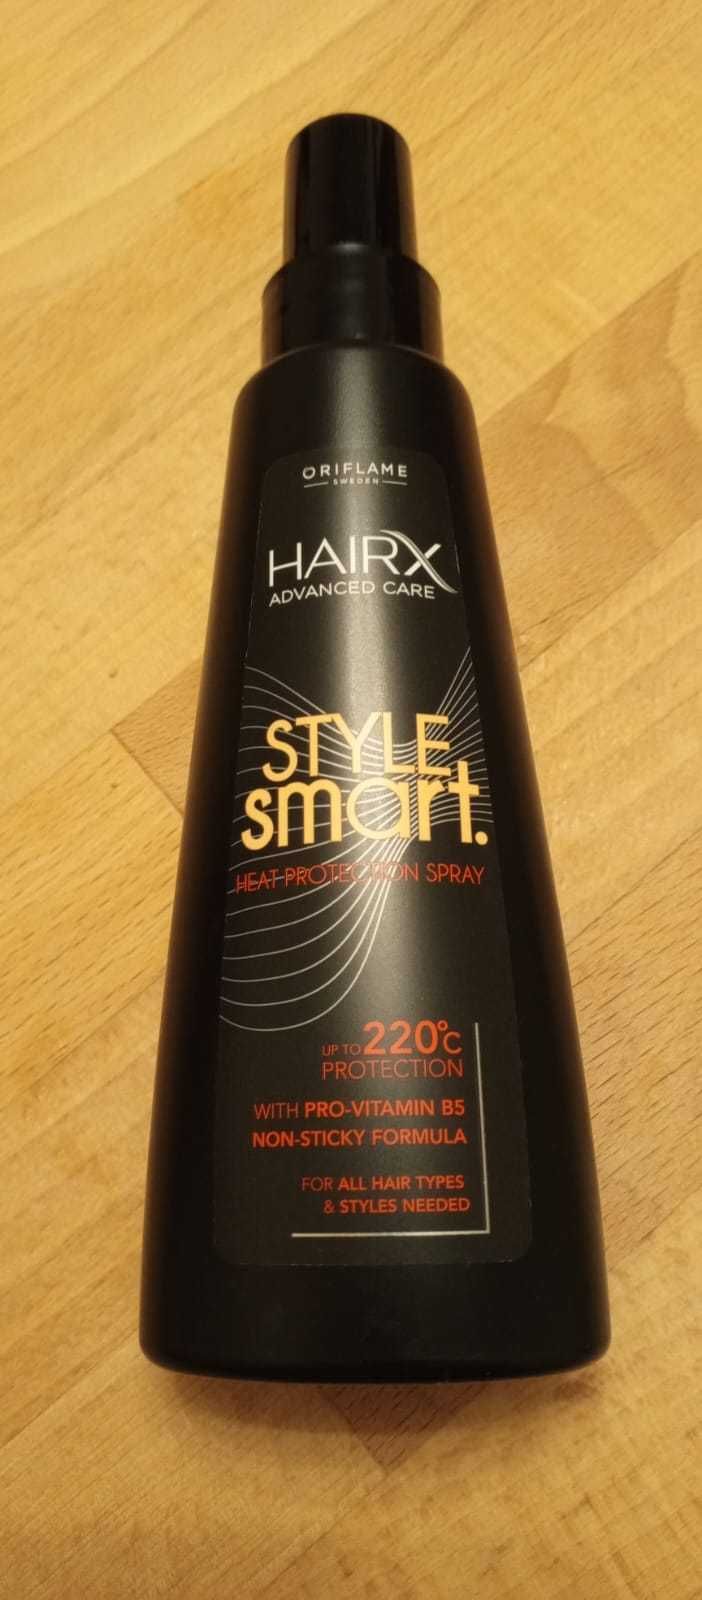 ORIFLAME
SWEDEN
HAIRX
ADVANCED CARE
STYLE
smart.
HEAT PROTECTION SPRAY
UP TO 220°C
PROTECTION
WITH PRO-VITAMIN B5
NON-STICKY FORMULA
FOR ALL HAIR TYPES
& STYLES NEEDED